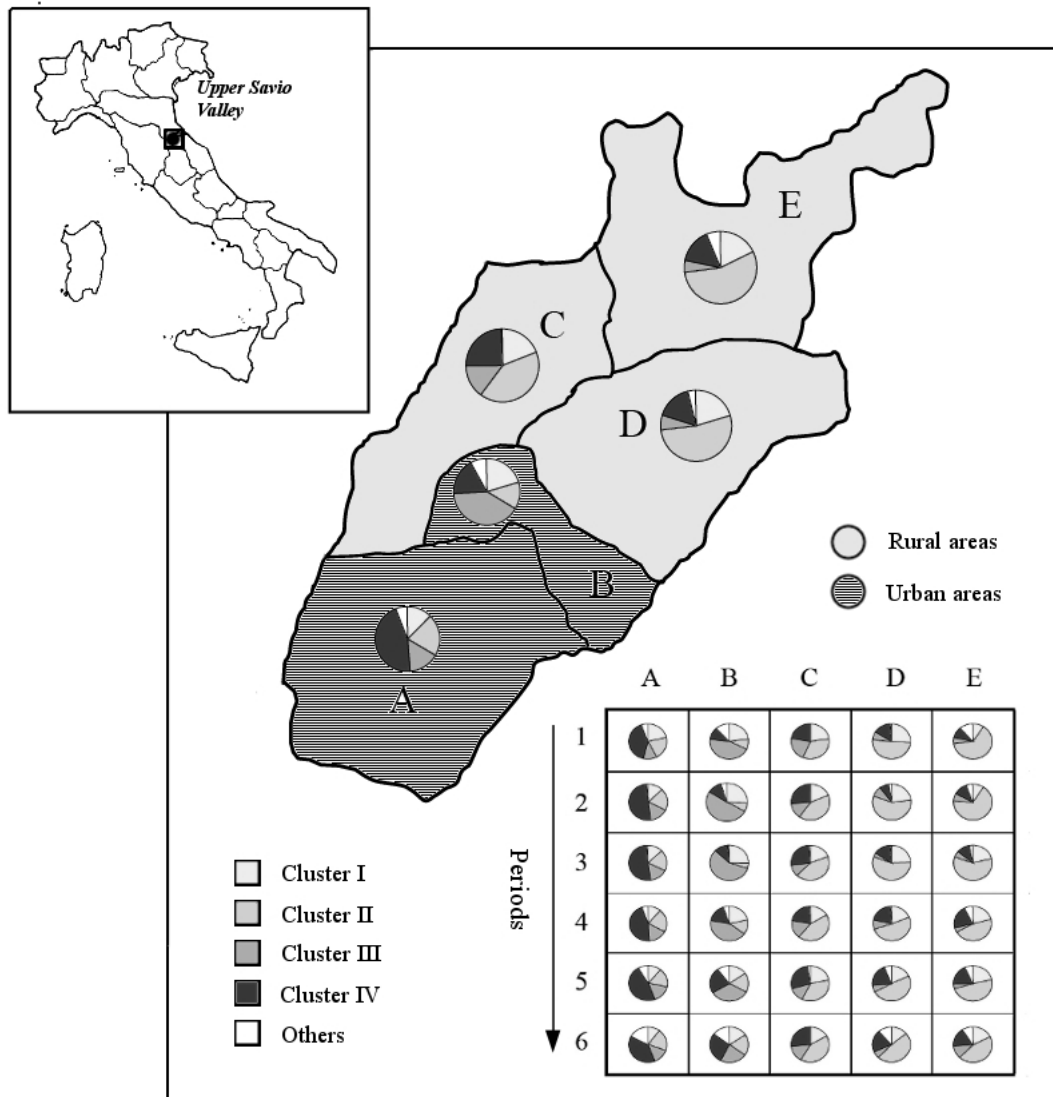 Upper Savio
Valley
E
C
D
B
A
Rural areas
Urban areas
A B C D E
1
2
3
4
5
6
Periods
Cluster I
Cluster II
Cluster III
Cluster IV
Others